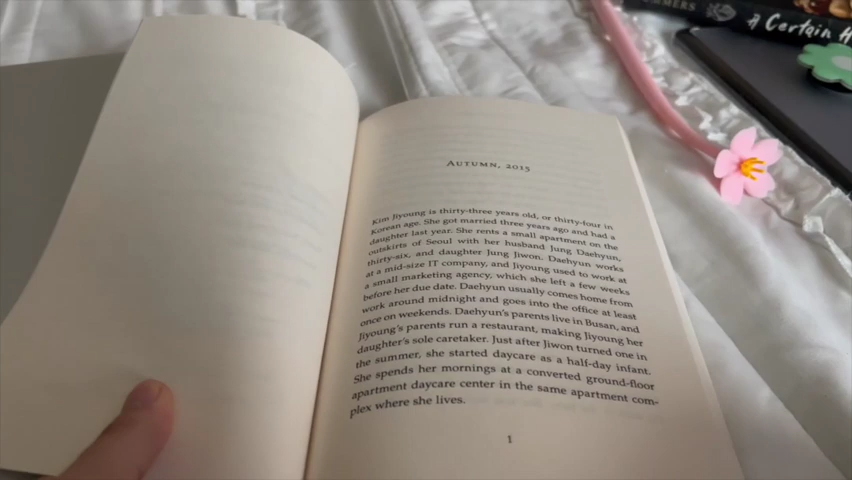 MMERS
A Certain H
AUTUMN, 2015
Kim Jiyoung is thirty-three years old, or thirty-four in
Korean age. She got married three years ago and had a
daughter last year. She rents a small apartment on the
outskirts of Seoul with her husband Jung Daehyun,
thirty-six, and daughter Jung Jiwon. Daehyun works
at a mid-size IT company, and Jiyoung used to work at
a small marketing agency, which she left a few weeks
before her due date. Daehyun usually comes home from
work around midnight and goes into the office at least
once on weekends. Daehyun's parents live in Busan, and
Jiyoung's parents run a restaurant, making Jiyoung her
daughter's sole caretaker. Just after Jiwon turned one in
the summer, she started daycare as a half-day infant.
She spends her mornings at a converted ground-floor
apartment daycare center in the same apartment com-
plex where she lives.
1